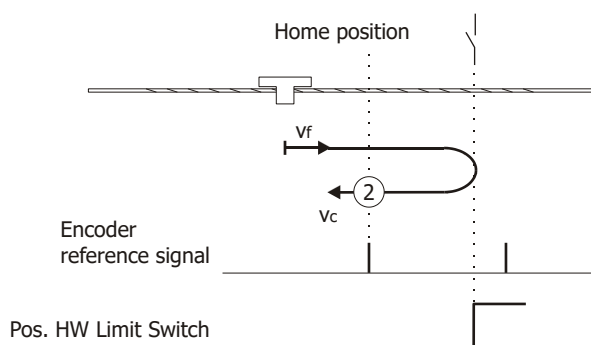 Home position
Vf
2
Vc
Encoder
reference signal
Pos. HW Limit Switch